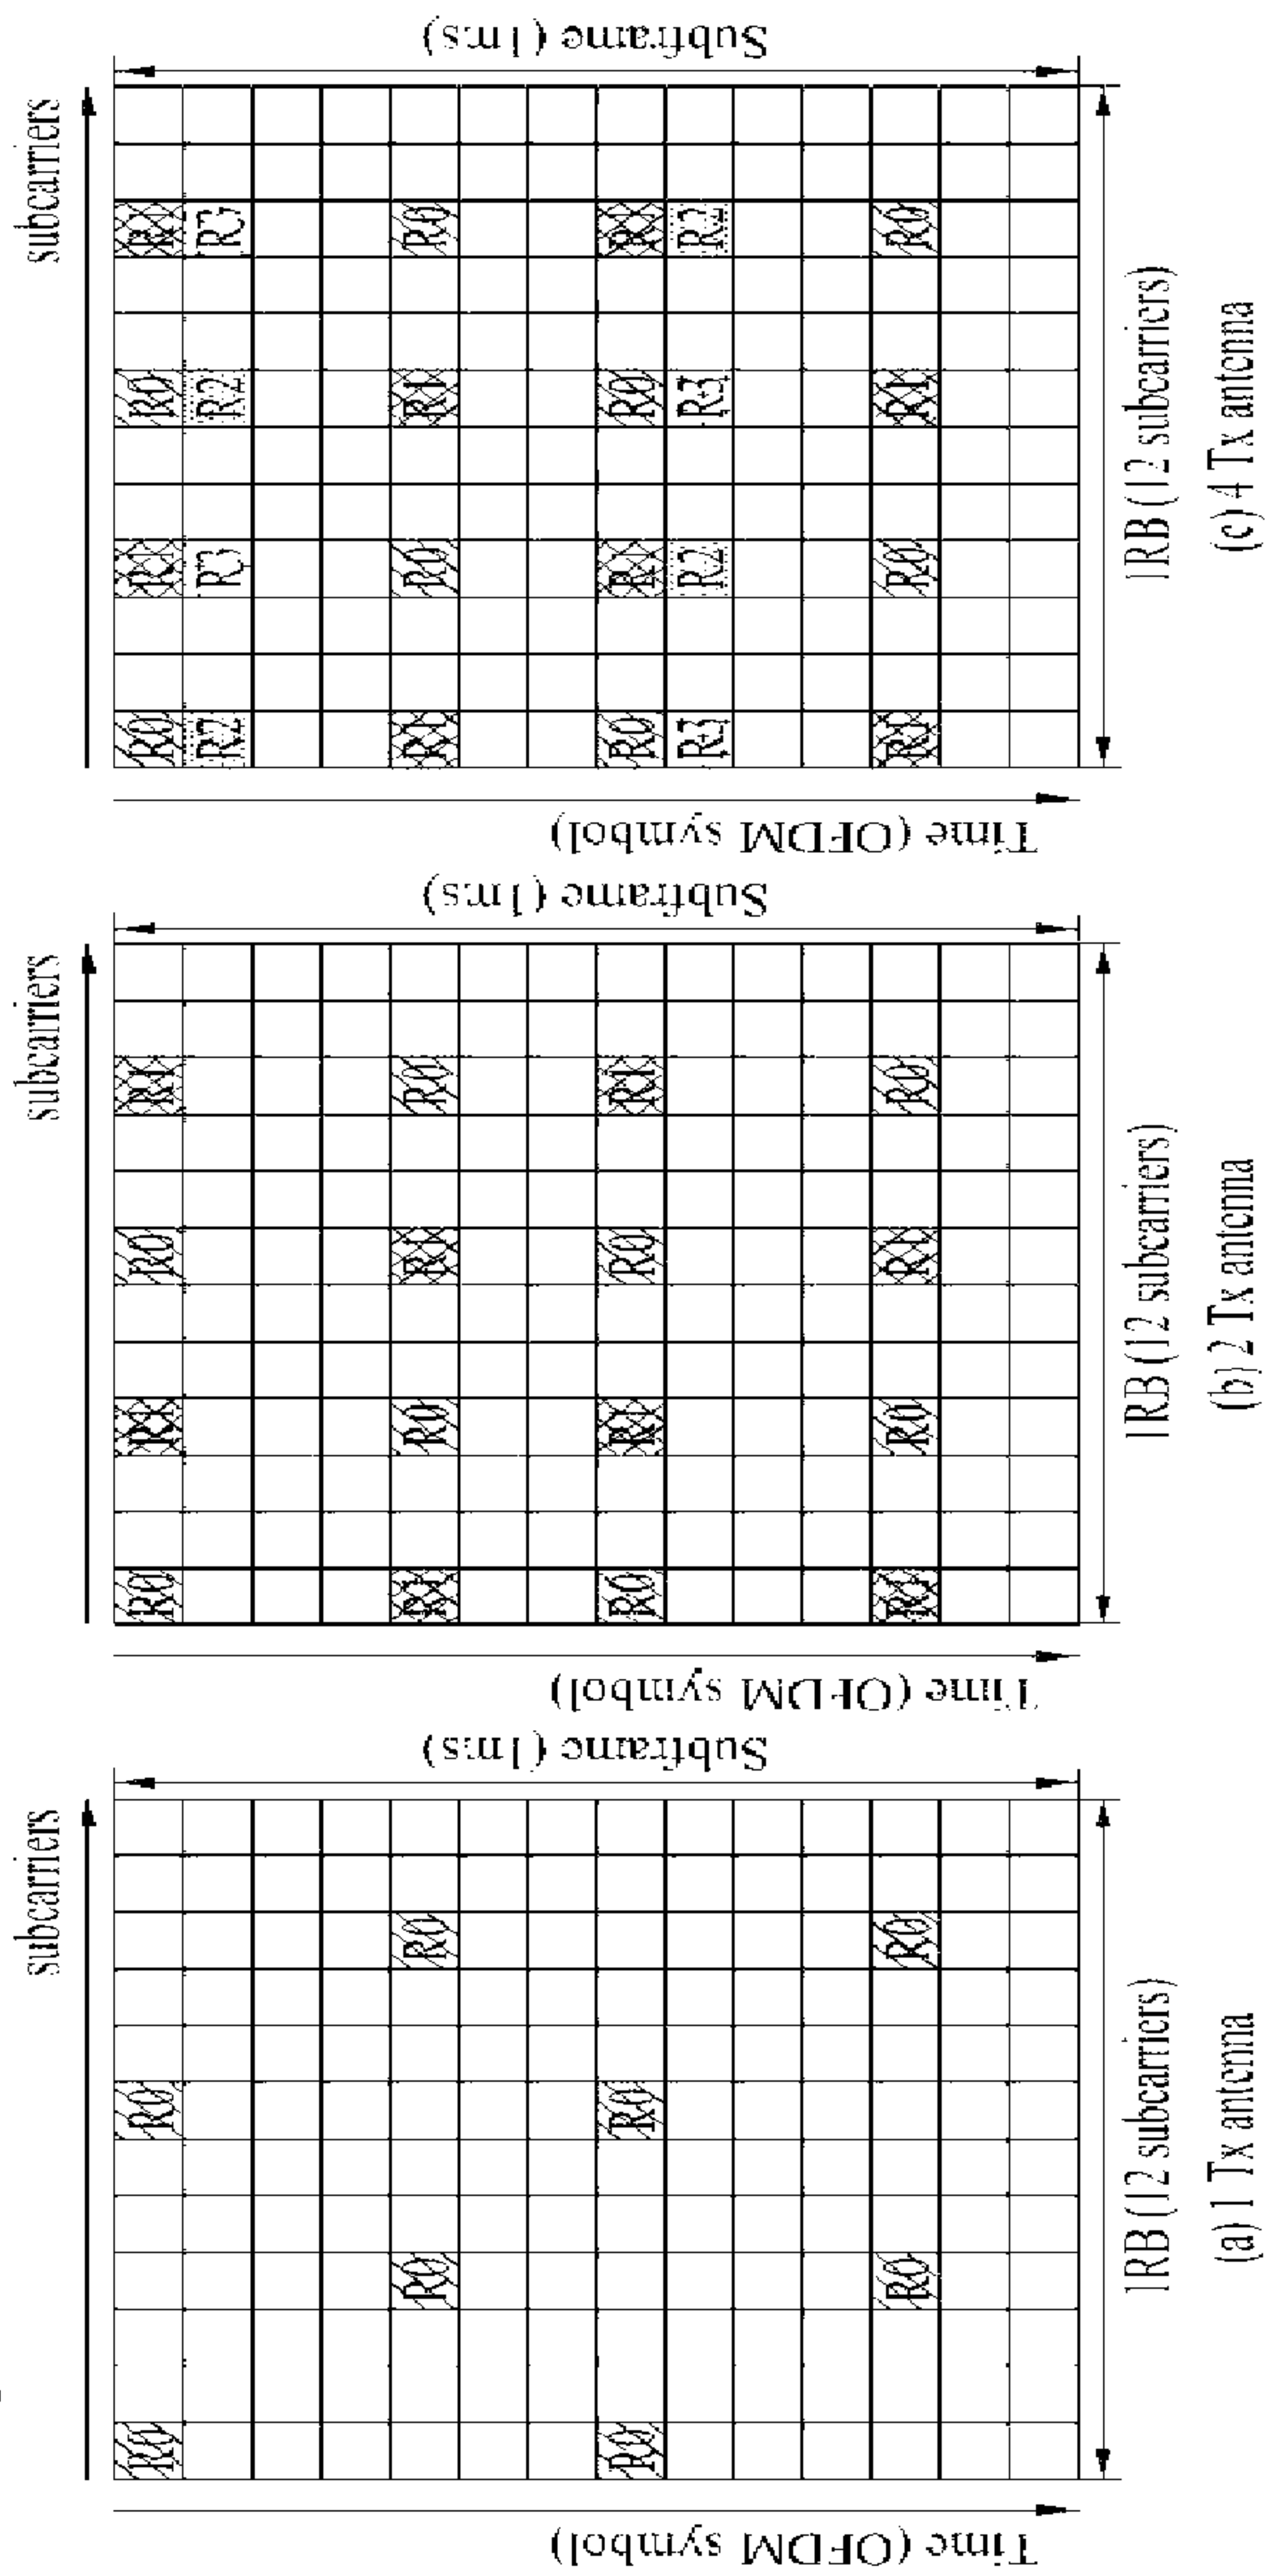 subcarriers
Time (OFDM symbol)
R0 R0
R0 R0
R0 R0
R0 R0
Subframe (1ms)
1RB (12 subcarriers)
(a) 1 Tx antenna
subcarriers
Time (OFDM symbol)
R0 R1 R0 R1
R1 R0 R1 R0
R0 R1 R0 R1
R1 R0 R1 R0
Subframe (1ms)
1RB (12 subcarriers)
(b) 2 Tx antenna
subcarriers
Time (OFDM symbol)
R0 R1 R0 R1
R2 R3 R2 R3
R1 R0 R1 R0
R0 R1 R0 R1
R3 R2 R3 R2
R1 R0 R1 R0
Subframe (1ms)
1RB (12 subcarriers)
(c) 4 Tx antenna